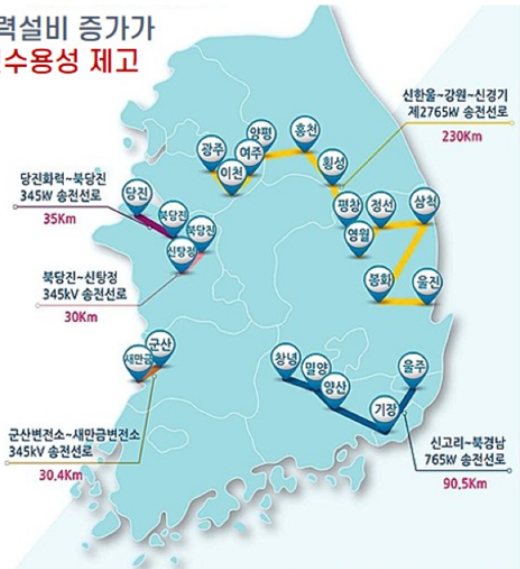 력설비 증가가
수용성 제고
신한울~강원~신경기
제2765kV 송전선로
230Km
양평
홍천
광주
여주
이천
횡성
당진화력~북당진
345kV 송전선로
35Km
당진
북당진
북당진
신탕정
평창
정선
삼척
영월
북당진~신탕정
345kV 송전선로
30Km
봉화
울진
군산
새만금
창녕
밀양
양산
울주
기장
군산변전소~새만금변전소
345kV 송전선로
30.4Km
신고리~북경남
765kV 송전선로
90.5Km